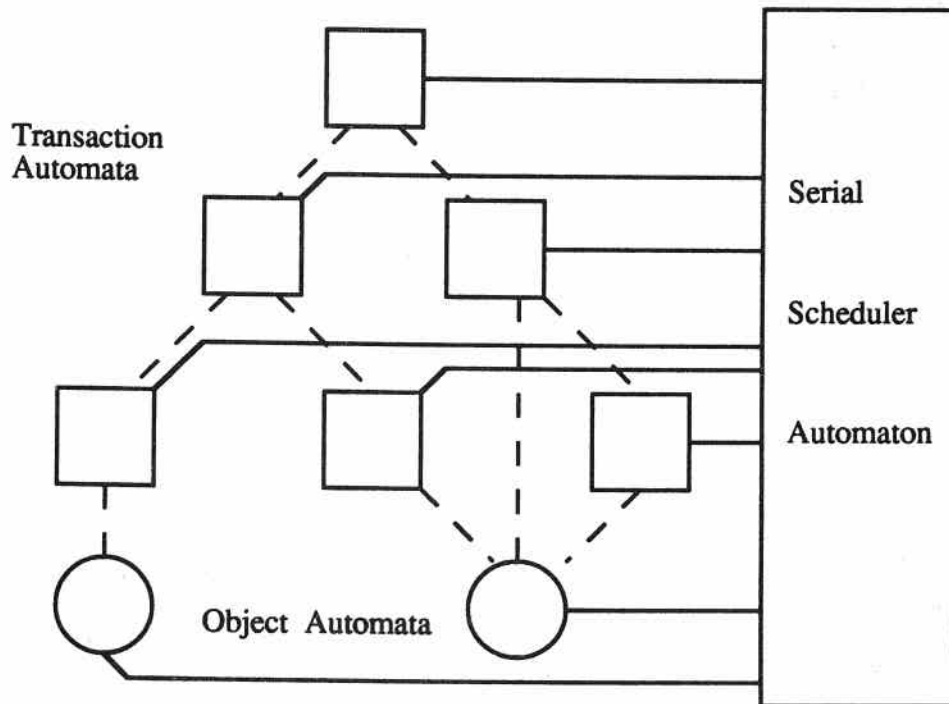 Transaction
Automata
Serial
Scheduler
Automaton
Object Automata